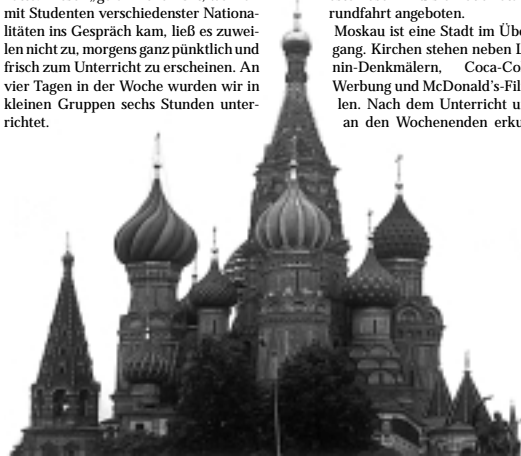 mit Studenten verschiedenster Nationa-
litäten ins Gespräch kam, ließ es zuwei-
len nicht zu, morgens ganz pünktlich und
frisch zum Unterricht zu erscheinen. An
vier Tagen in der Woche wurden wir in
kleinen Gruppen sechs Stunden unter-
richtet.
rundfahrt angeboten.
Moskau ist eine Stadt im Übe
gang. Kirchen stehen neben L
nin-Denkmälern, Coca-Co
Werbung und McDonald's-Fil
len. Nach dem Unterricht u
an den Wochenenden erku